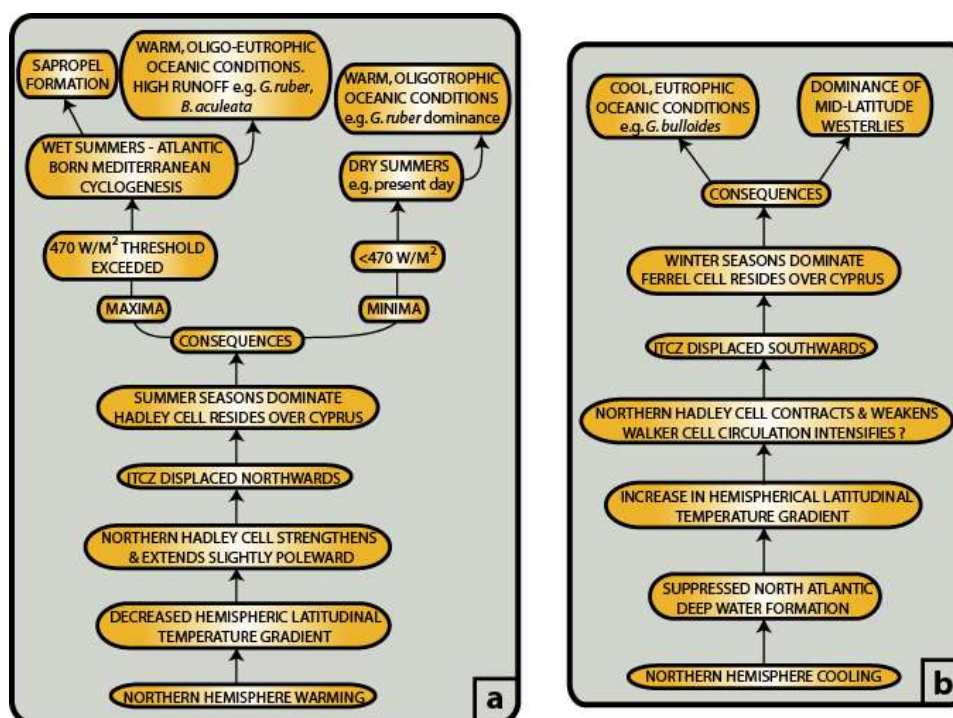 SAPROPEL
FORMATION
WARM, OLIGO-EUTROPHIC
OCEANIC CONDITIONS.
HIGH RUNOFF e.g. G. ruber,
B. aculeata
WARM, OLIGOTROPHIC
OCEANIC CONDITIONS
e.g. G. ruber dominance
WET SUMMERS - ATLANTIC
BORN MEDITERRANEAN
CYCLOGENESIS
DRY SUMMERS
e.g. present day
470 W/M² THRESHOLD
EXCEEDED
<470 W/M²
MAXIMA
MINIMA
CONSEQUENCES
SUMMER SEASONS DOMINATE
HADLEY CELL RESIDES OVER CYPRUS
ITCZ DISPLACED NORTHWARDS
NORTHERN HADLEY CELL STRENGTHENS
& EXTENDS SLIGHTLY POLEWARD
DECREASED HEMISPHERIC LATITUDINAL
TEMPERATURE GRADIENT
NORTHERN HEMISPHERE WARMING
a
COOL, EUTROPHIC
OCEANIC CONDITIONS
e.g. G. bulloides
DOMINANCE OF
MID-LATITUDE
WESTERLIES
CONSEQUENCES
WINTER SEASONS DOMINATE
FERREL CELL RESIDES OVER CYPRUS
ITCZ DISPLACED SOUTHWARDS
NORTHERN HADLEY CELL CONTRACTS & WEAKENS
WALKER CELL CIRCULATION INTENSIFIES ?
INCREASE IN HEMISPHERICAL LATITUDINAL
TEMPERATURE GRADIENT
SUPPRESSED NORTH ATLANTIC
DEEP WATER FORMATION
NORTHERN HEMISPHERE COOLING
b